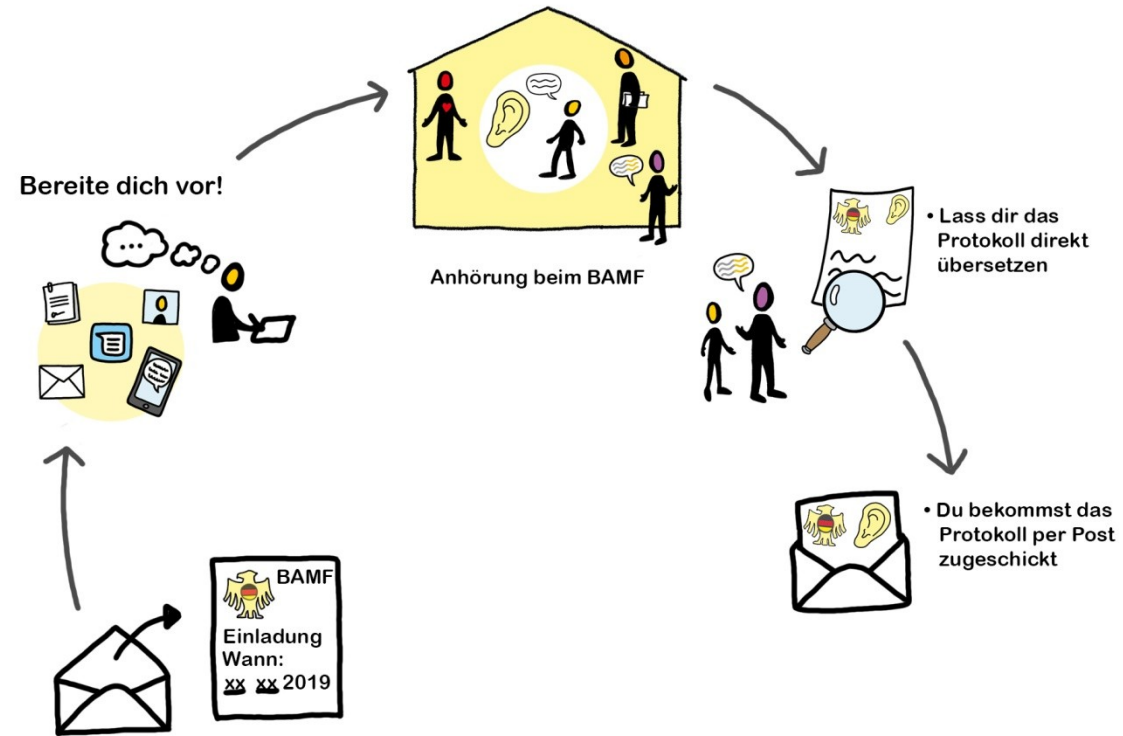 Bereite dich vor!
Anhörung beim BAMF
• Lass dir das
Protokoll direkt
übersetzen
• Du bekommst das
Protokoll per Post
zugeschickt
BAMF
Einladung
Wann:
xx xx 2019